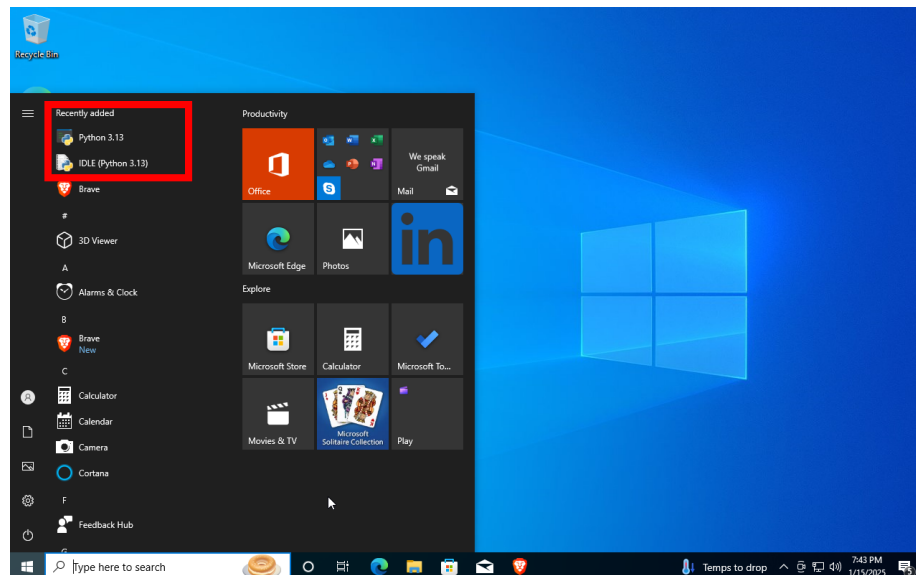 Recycle Bin
Recently added
Python 3.13
IDLE (Python 3.13)
Brave
#
3D Viewer
A
Alarms & Clock
B
Brave
New
C
Calculator
Calendar
Camera
Cortana
F
Feedback Hub
G
Productivity
Office
We speak
Gmail
Mail
Microsoft Edge
Photos
in
Explore
Microsoft Store
Calculator
Microsoft To...
Movies & TV
Microsoft
Solitaire Collection
Play
Type here to search
Temps to drop
7:43 PM
1/15/2025
5